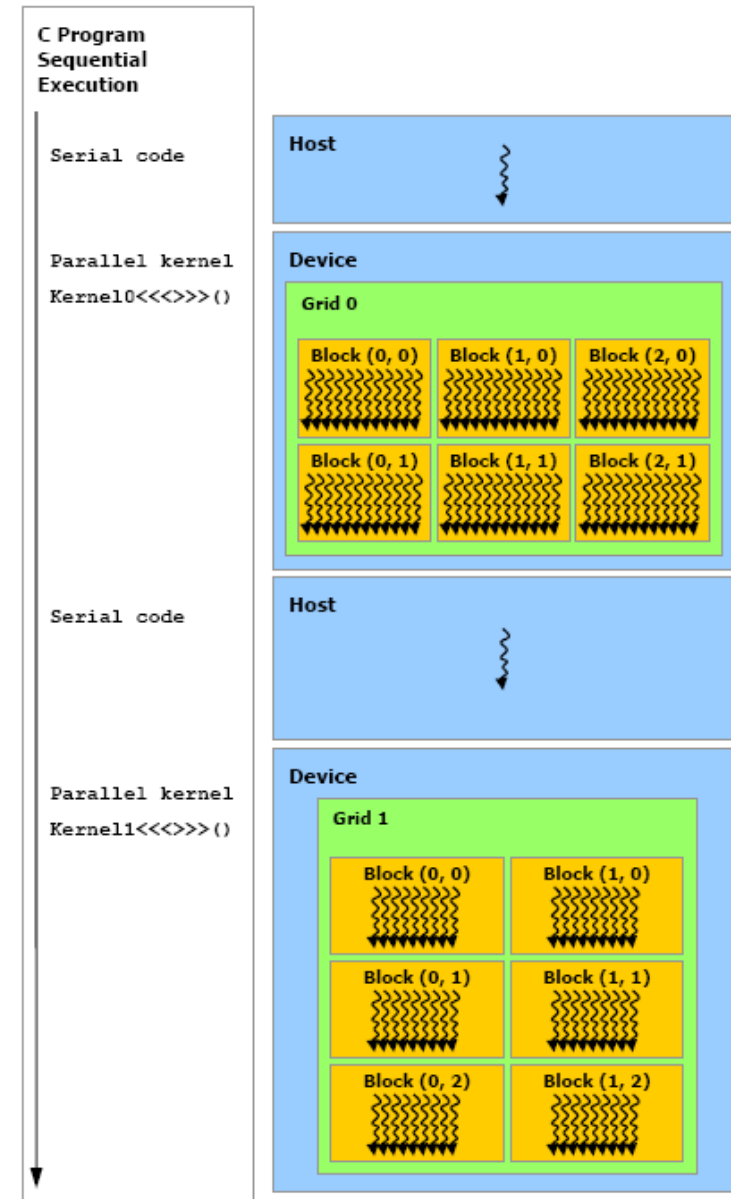 C Program
Sequential
Execution
Serial code
Host
Parallel kernel
Kernel0<<<>>>()
Device
Grid 0
Block (0, 0)
Block (1, 0)
Block (2, 0)
Block (0, 1)
Block (1, 1)
Block (2, 1)
Serial code
Host
Parallel kernel
Kernel1<<<>>>()
Device
Grid 1
Block (0, 0)
Block (1, 0)
Block (0, 1)
Block (1, 1)
Block (0, 2)
Block (1, 2)